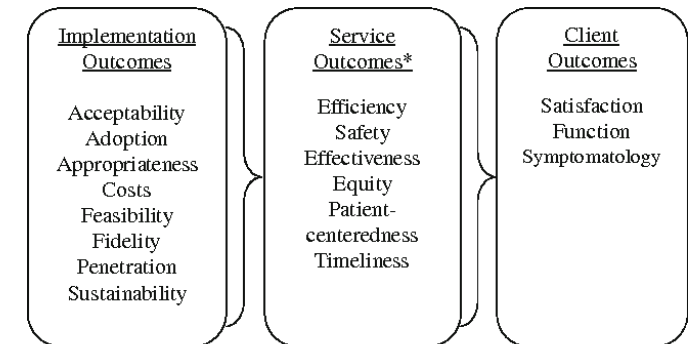 Implementation
Outcomes
Acceptability
Adoption
Appropriateness
Costs
Feasibility
Fidelity
Penetration
Sustainability
Service
Outcomes*
Efficiency
Safety
Effectiveness
Equity
Patient-
centeredness
Timeliness
Client
Outcomes
Satisfaction
Function
Symptomatology